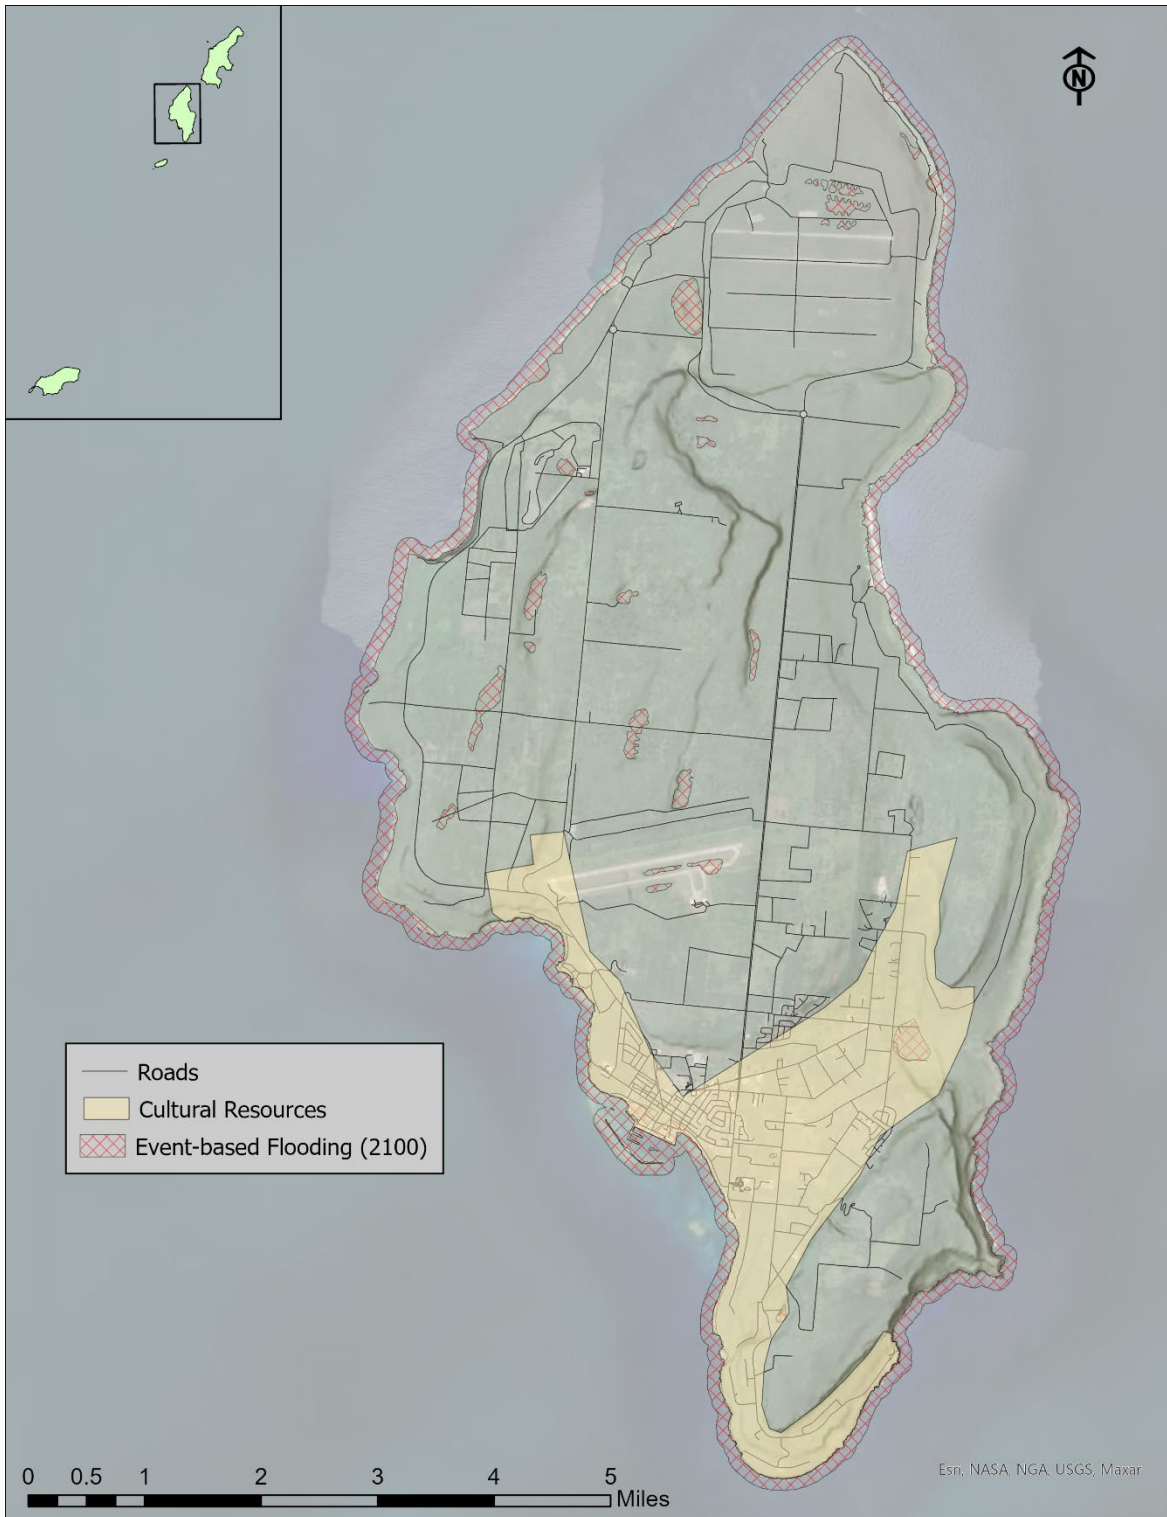 N
Roads
Cultural Resources
Event-based Flooding (2100)
0 0.5 1 2 3 4 5
Miles
Esri, NASA, NGA, USGS, Maxar